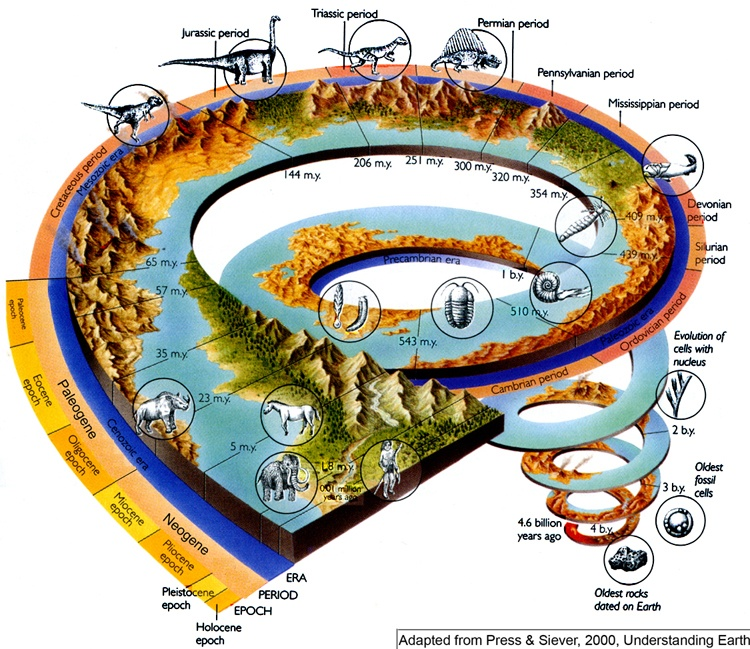 Triassic period
Permian period
Jurassic period
Pennsylvanian period
Mississippian period
Cretaceous period
Mesozoic era
144 m.y.
206 m.y.
251 m.y.
300 m.y.
320 m.y.
354 m.y.
409 m.y.
439 m.y.
Devonian
period
Silurian
period
Precambrian era
1 b.y.
510 m.y.
543 m.y.
Paleozoic era
Ordovician period
Cambrian period
65 m.y.
57 m.y.
35 m.y.
23 m.y.
5 m.y.
1.8 m.y.
0.01 million
years ago
Paleocene
epoch
Eocene
epoch
Paleogene
Oligocene
epoch
Cenozoic era
Miocene
epoch
Neogene
Pliocene
epoch
Pleistocene
epoch
Holocene
epoch
ERA
PERIOD
EPOCH
Evolution of
cells with
nucleus
2 b.y.
Oldest
fossil
cells
3 b.y.
4 b.y.
4.6 billion
years ago
Oldest rocks
dated on Earth
Adapted from Press & Siever, 2000, Understanding Earth